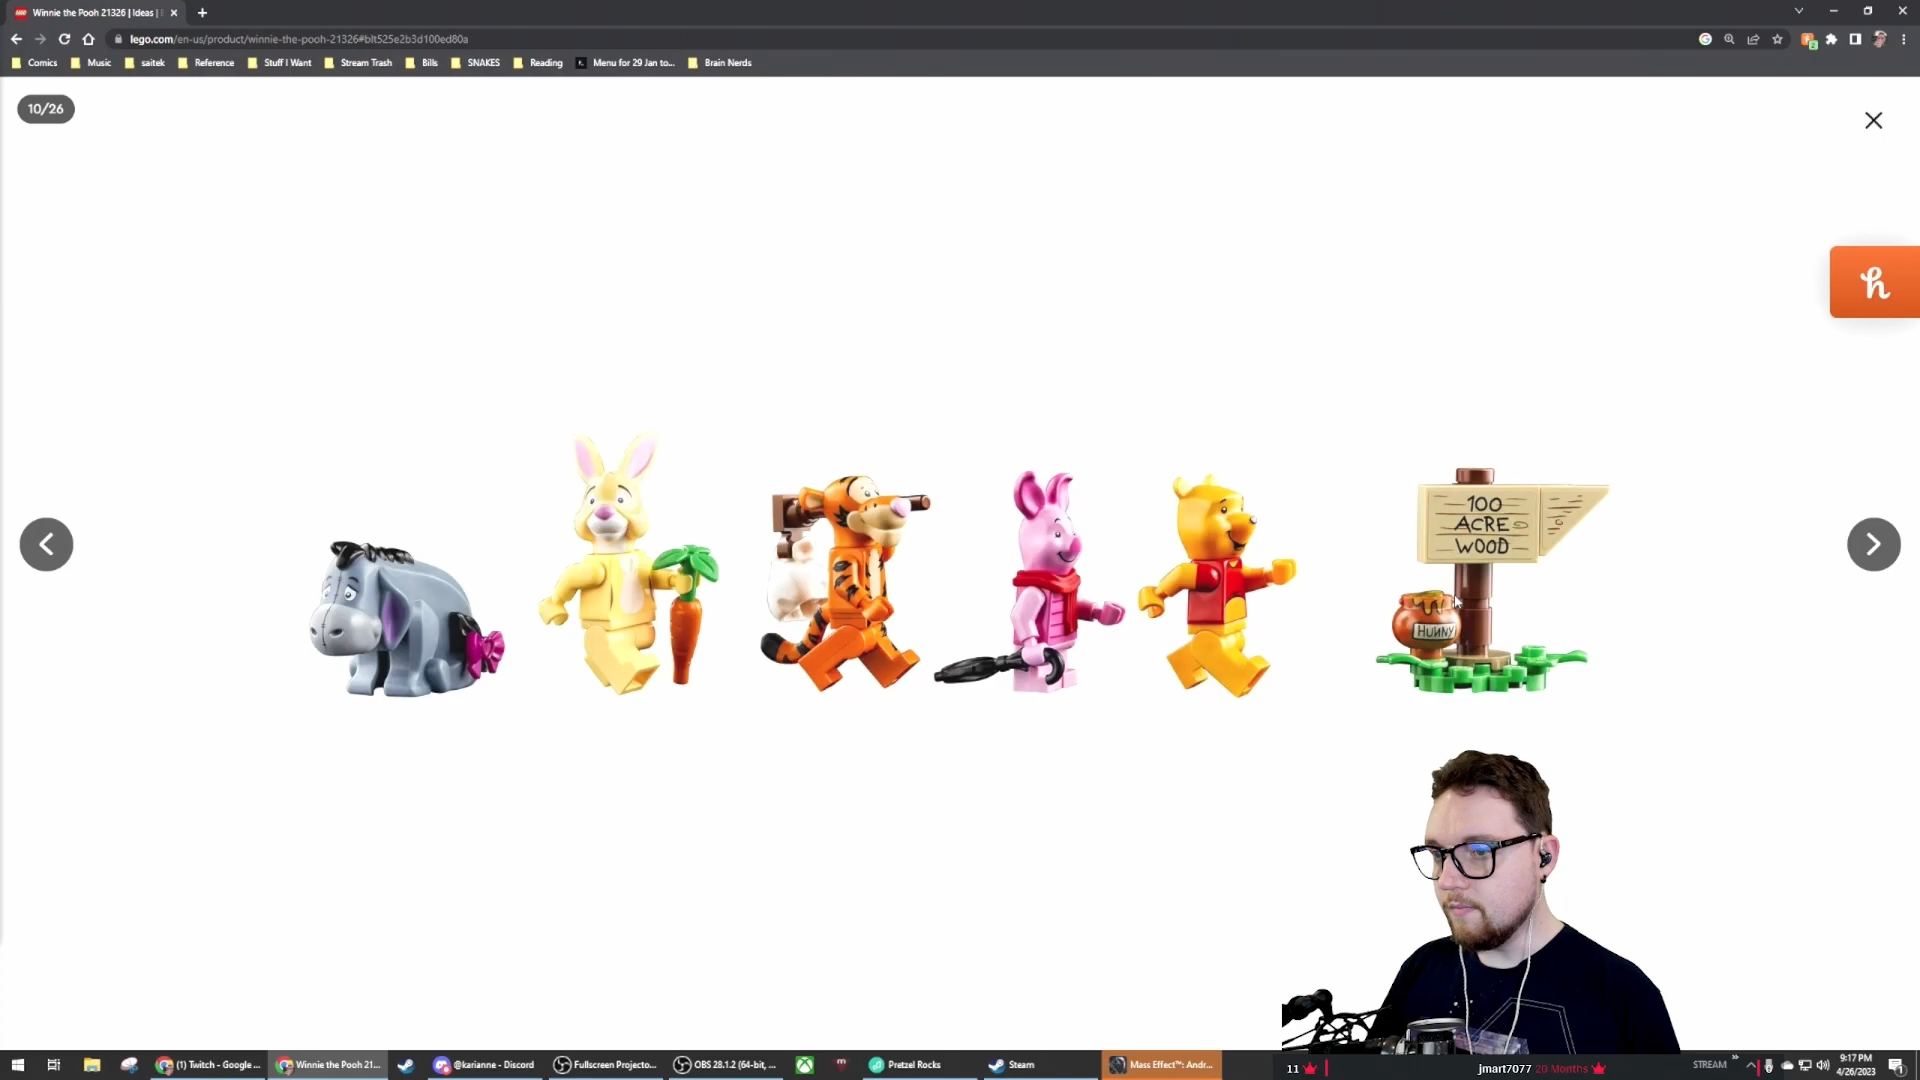 Winnie the Pooh 21326 | Ideas |
lego.com/en-us/product/winnie-the-pooh-21326#blt525e2b3d100ed80a
Comics
Music
saitek
Reference
Stuff I Want
Stream Trash
Bills
SNAKES
Reading
Menu for 29 Jan to...
Brain Nerds
10/26
h
100
ACRE
WOOD
HUNNY
(1) Twitch - Google ...
Winnie the Pooh 21...
@karianne - Discord
Fullscreen Projecto...
OBS 28.1.2 (64-bit, ...
Pretzel Rocks
Steam
Mass Effect™: Andr...
11
jmart7077 20 Months
STREAM
9:17 PM
4/26/2023